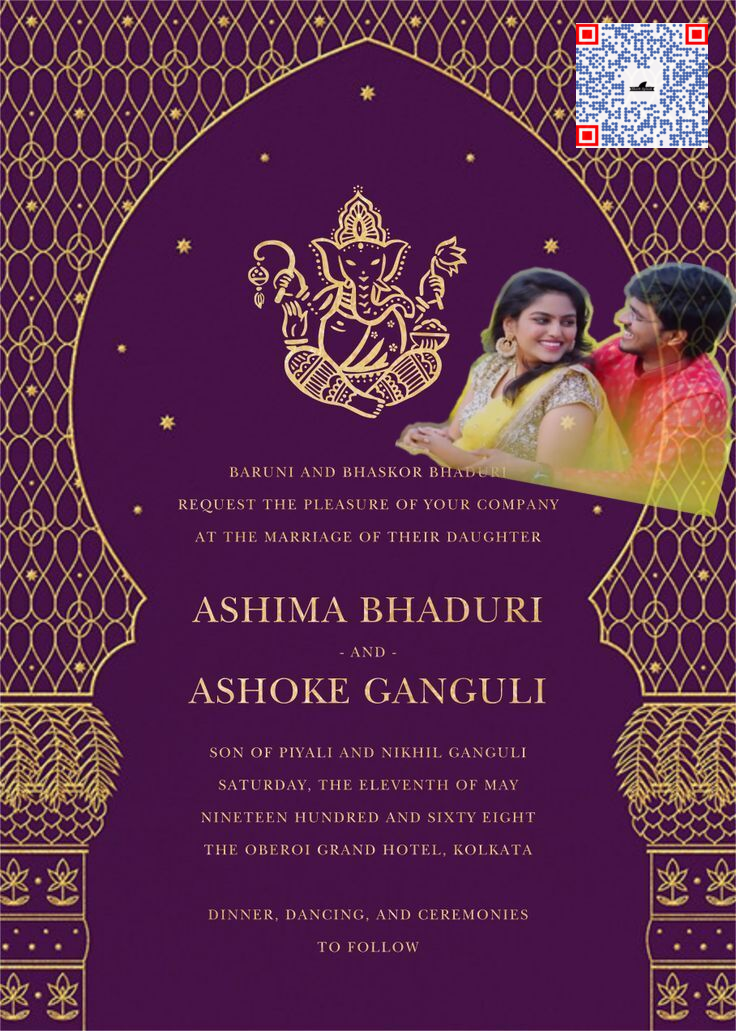 BARUNI AND BHASKOR BHADURI
REQUEST THE PLEASURE OF YOUR COMPANY
AT THE MARRIAGE OF THEIR DAUGHTER
ASHIMA BHADURI
- AND -
ASHOKE GANGULI
SON OF PIYALI AND NIKHIL GANGULI
SATURDAY, THE ELEVENTH OF MAY
NINETEEN HUNDRED AND SIXTY EIGHT
THE OBEROI GRAND HOTEL, KOLKATA
DINNER, DANCING, AND CEREMONIES
TO FOLLOW